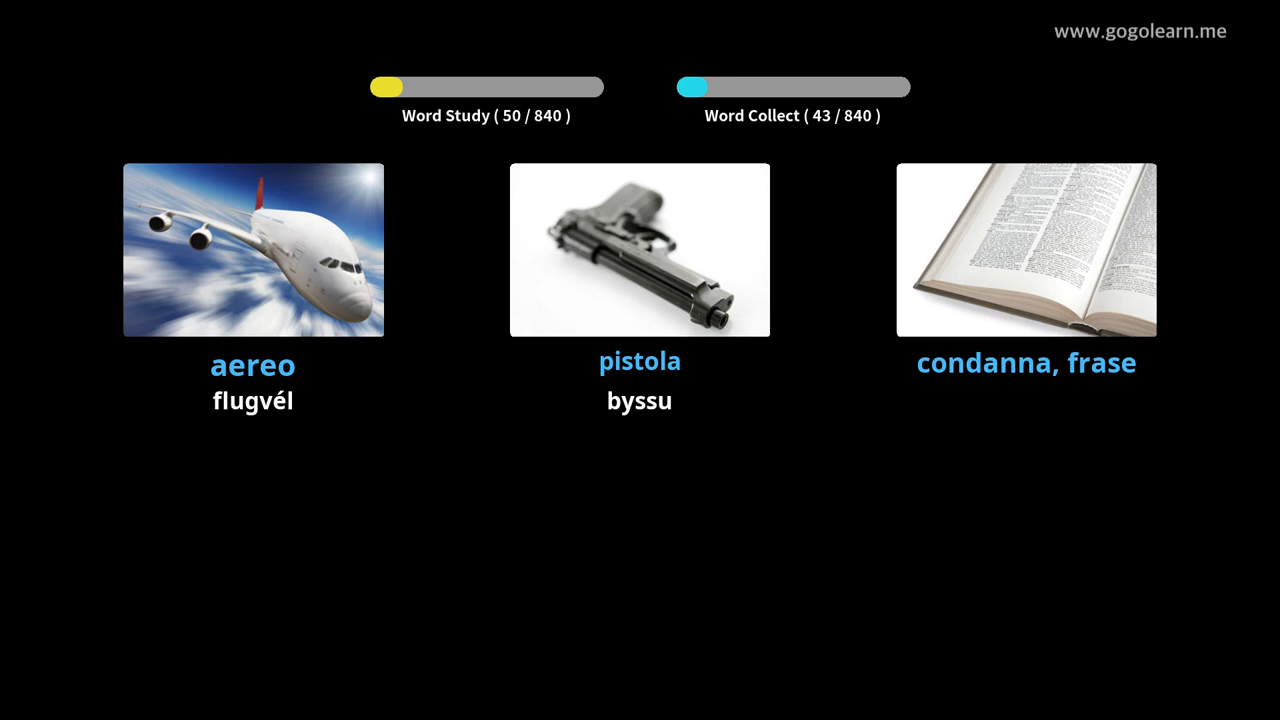 www.gogolearn.me
Word Study ( 50 / 840 )
Word Collect ( 43 / 840 )
aereo
flugvél
pistola
byssu
condanna, frase